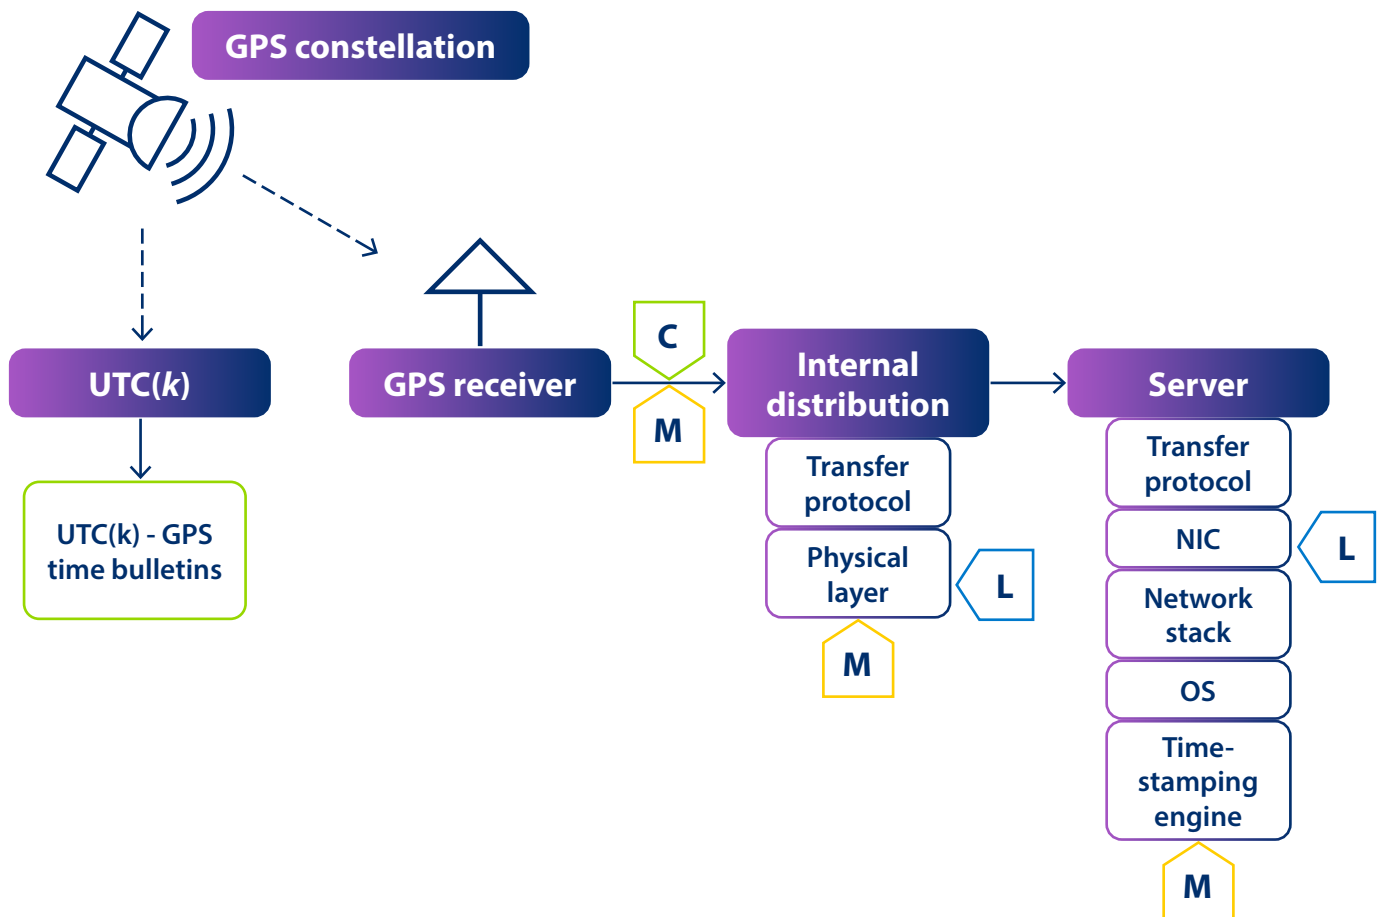 GPS constellation
UTC(k)
UTC(k) - GPS
time bulletins
GPS receiver
C
M
Internal
distribution
Transfer
protocol
Physical
layer
L
M
Server
Transfer
protocol
NIC
L
Network
stack
OS
Time-
stamping
engine
M